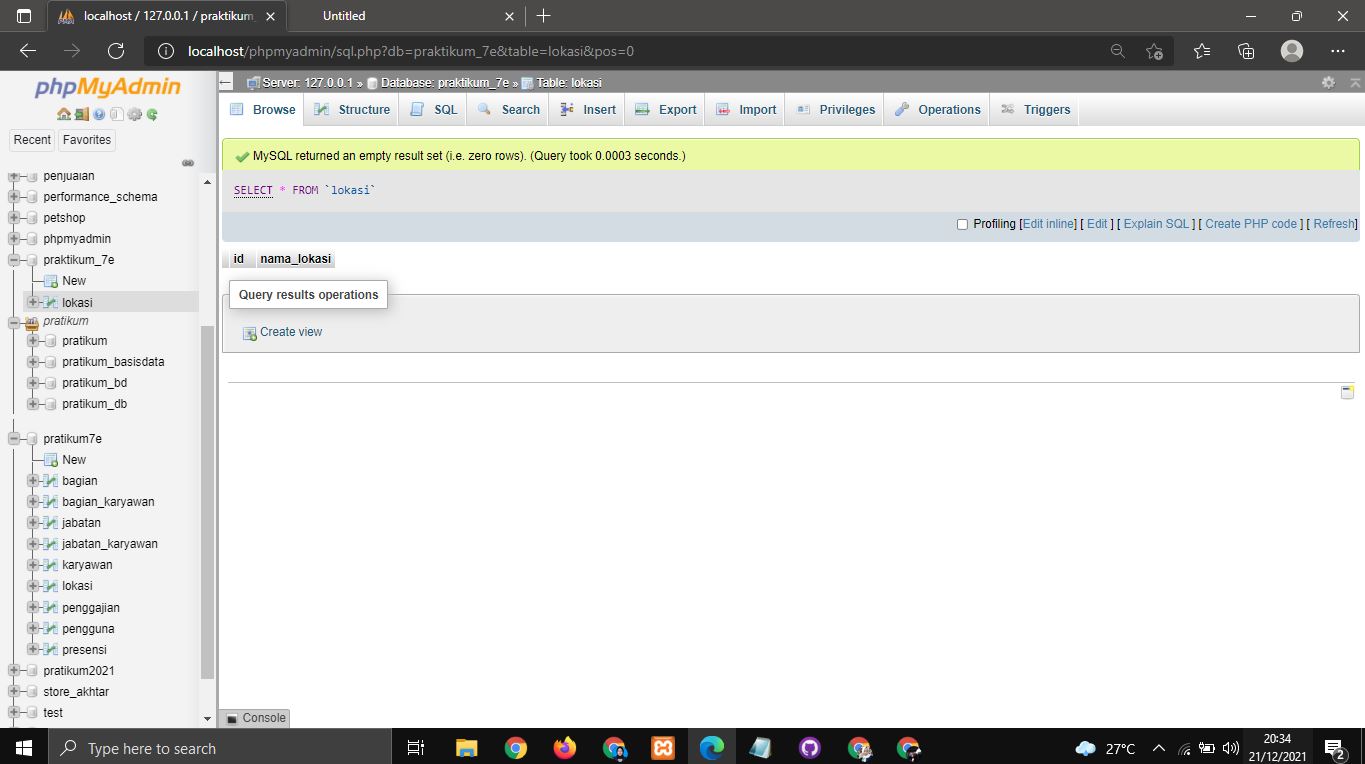 localhost / 127.0.0.1 / praktikum_
Untitled
localhost/phpmyadmin/sql.php?db=praktikum_7e&table=lokasi&pos=0
phpMyAdmin
Recent Favorites
penjualan
performance_schema
petshop
phpmyadmin
praktikum_7e
New
lokasi
pratikum
pratikum
pratikum_basisdata
pratikum_bd
pratikum_db
pratikum7e
New
bagian
bagian_karyawan
jabatan
jabatan_karyawan
karyawan
lokasi
penggajian
pengguna
presensi
pratikum2021
store_akhtar
test
Server: 127.0.0.1 » Database: praktikum_7e » Table: lokasi
Browse Structure SQL Search Insert Export Import Privileges Operations Triggers
MySQL returned an empty result set (i.e. zero rows). (Query took 0.0003 seconds.)
SELECT * FROM `lokasi`
Profiling [Edit inline] [ Edit ] [ Explain SQL ] [ Create PHP code ] [ Refresh]
id nama_lokasi
Query results operations
Create view
Console
Type here to search
27°C
20:34
21/12/2021
2